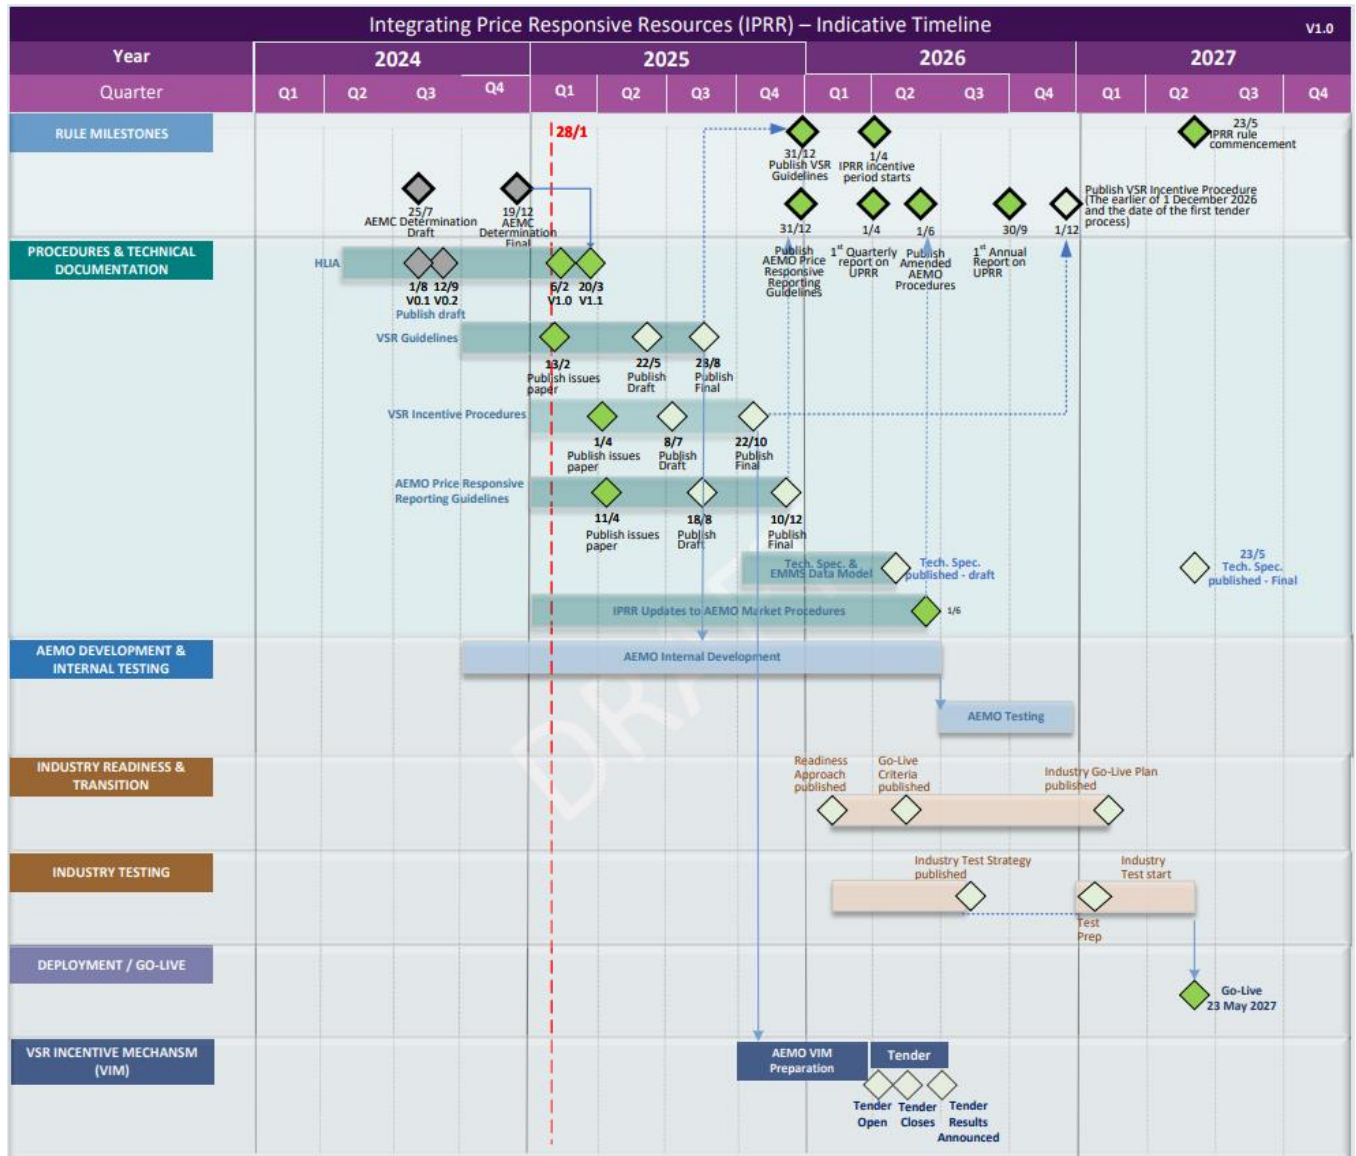 Integrating Price Responsive Resources (IPRR) – Indicative Timeline
V1.0
Year
2024
2025
2026
2027
Quarter
Q1
Q2
Q3
Q4
Q1
Q2
Q3
Q4
Q1
Q2
Q3
Q4
Q1
Q2
Q3
Q4
RULE MILESTONES
28/1
31/12
Publish VSR
Guidelines
1/4
IPRR incentive
period starts
23/5
IPRR rule
commencement
25/7
AEMC Determination
Draft
19/12
AEMC
Determination
Final
31/12
Publish
AEMO Price
Responsive
Reporting
Guidelines
1/4
1st Quarterly
report on
UPRR
1/6
Publish
Amended
AEMO
Procedures
30/9
1st Annual
Report on
UPRR
1/12
Publish VSR Incentive Procedure
(The earlier of 1 December 2026
and the date of the first tender
process)
PROCEDURES & TECHNICAL
DOCUMENTATION
HLIA
1/8
V0.1
12/9
V0.2
Publish draft
6/2
V1.0
20/3
V1.1
VSR Guidelines
13/2
Publish issues
paper
22/5
Publish
Draft
28/8
Publish
Final
VSR Incentive Procedures
1/4
Publish issues
paper
8/7
Publish
Draft
22/10
Publish
Final
AEMO Price Responsive
Reporting Guidelines
11/4
Publish issues
paper
18/8
Publish
Draft
10/12
Publish
Final
Tech. Spec. &
EMMS Data Model
Tech. Spec.
published - draft
23/5
Tech. Spec.
published - Final
IPRR Updates to AEMO Market Procedures
1/6
AEMO DEVELOPMENT &
INTERNAL TESTING
AEMO Internal Development
AEMO Testing
DRAFT
INDUSTRY READINESS &
TRANSITION
Readiness
Approach
published
Go-Live
Criteria
published
Industry Go-Live Plan
published
INDUSTRY TESTING
Industry Test Strategy
published
Industry
Test start
Test
Prep
DEPLOYMENT / GO-LIVE
Go-Live
23 May 2027
VSR INCENTIVE MECHANSM
(VIM)
AEMO VIM
Preparation
Tender
Tender
Open
Tender
Closes
Tender
Results
Announced